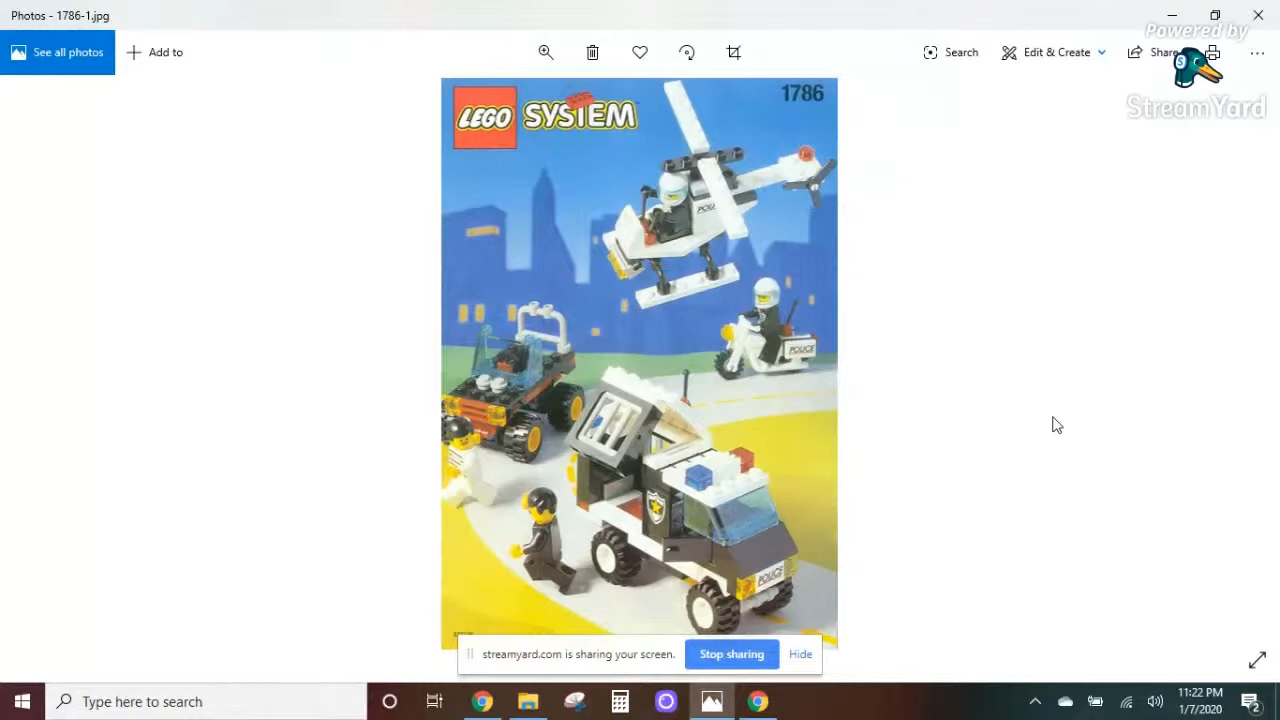 Photos - 1786-1.jpg
See all photos
Add to
Search
Edit & Create
Share
Powered by
StreamYard
LEGO SYSTEM
1786
POLICE
POLICE
streamyard.com is sharing your screen.
Stop sharing
Hide
Type here to search
11:22 PM
1/7/2020
2